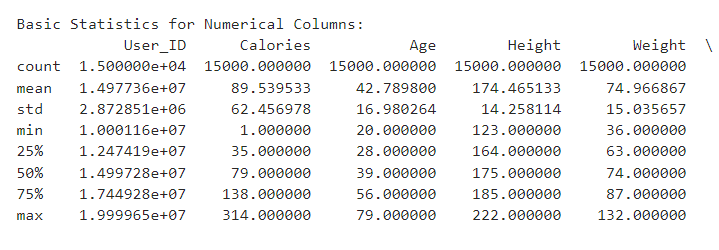 Basic Statistics for Numerical Columns:
            User_ID      Calories           Age        Height        Weight  \
count  1.500000e+04  15000.000000  15000.000000  15000.000000  15000.000000
mean   1.497736e+07     89.539533     42.789800    174.465133     74.966867
std    2.872851e+06     62.456978     16.980264     14.258114     15.035657
min    1.000116e+07      1.000000     20.000000    123.000000     36.000000
25%    1.247419e+07     35.000000     28.000000    164.000000     63.000000
50%    1.499728e+07     79.000000     39.000000    175.000000     74.000000
75%    1.744928e+07    138.000000     56.000000    185.000000     87.000000
max    1.999965e+07    314.000000     79.000000    222.000000    132.000000